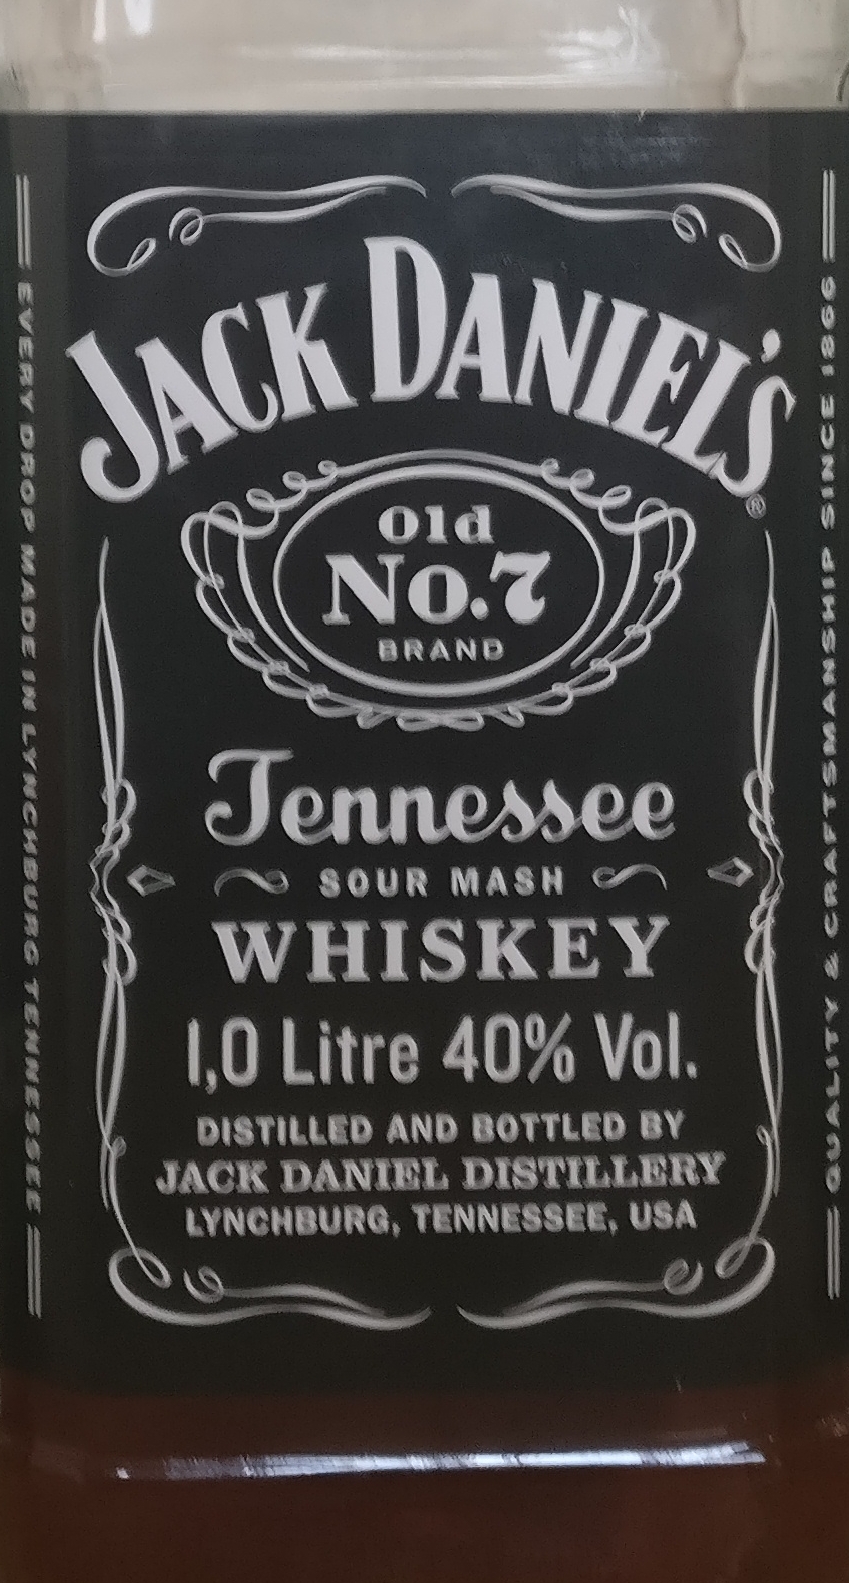 JACK DANIEL'S
®
Old
No.7
BRAND
Tennessee
SOUR MASH
WHISKEY
1,0 Litre 40% Vol.
DISTILLED AND BOTTLED BY
JACK DANIEL DISTILLERY
LYNCHBURG, TENNESSEE, USA
EVERY DROP MADE IN LYNCHBURG TENNESSEE
QUALITY & CRAFTSMANSHIP SINCE 1866